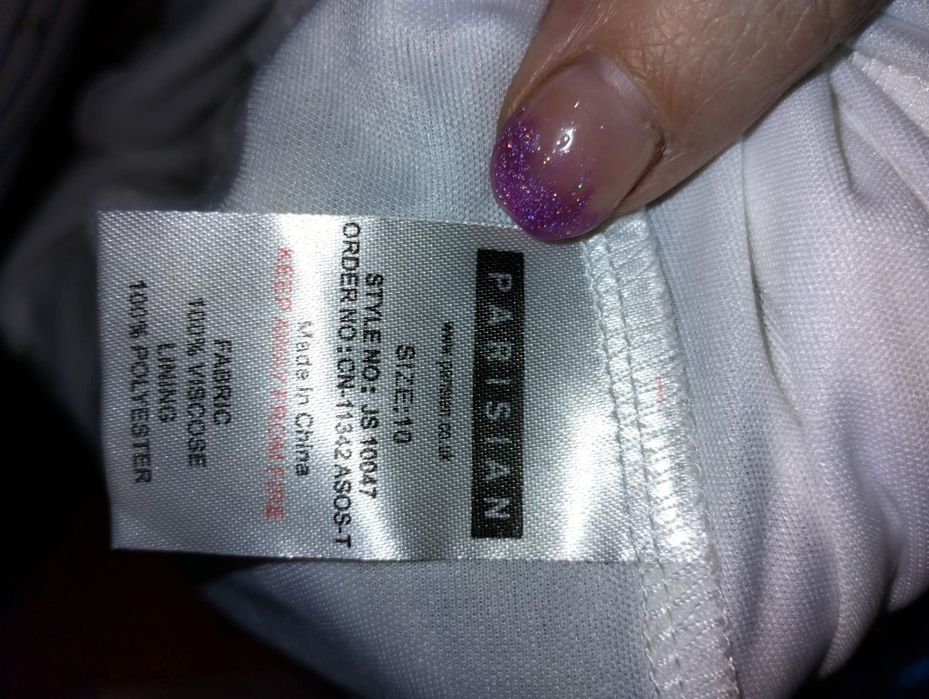 PARISIAN
www.parisian.co.uk
SIZE:10
STYLE NO: JS 10047
ORDER NO:CN-11342 ASOS-T
Made in China
KEEP AWAY FROM FIRE
FABRIC
100% VISCOSE
LINING
100% POLYESTER